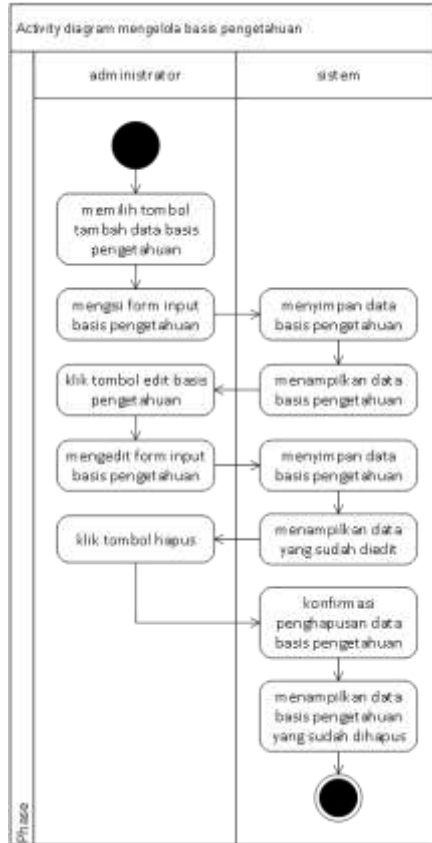 Activity diagram mengelola basis pengetahuan
administrator
sistem
memilih tombol
tambah data basis
pengetahuan
mengisi form input
basis pengetahuan
menyimpan data
basis pengetahuan
klik tombol edit basis
pengetahuan
menampilkan data
basis pengetahuan
mengedit form input
basis pengetahuan
menyimpan data
basis pengetahuan
klik tombol hapus
menampilkan data
yang sudah diedit
konfirmasi
penghapusan data
basis pengetahuan
menampilkan data
basis pengetahuan
yang sudah dihapus
Phase